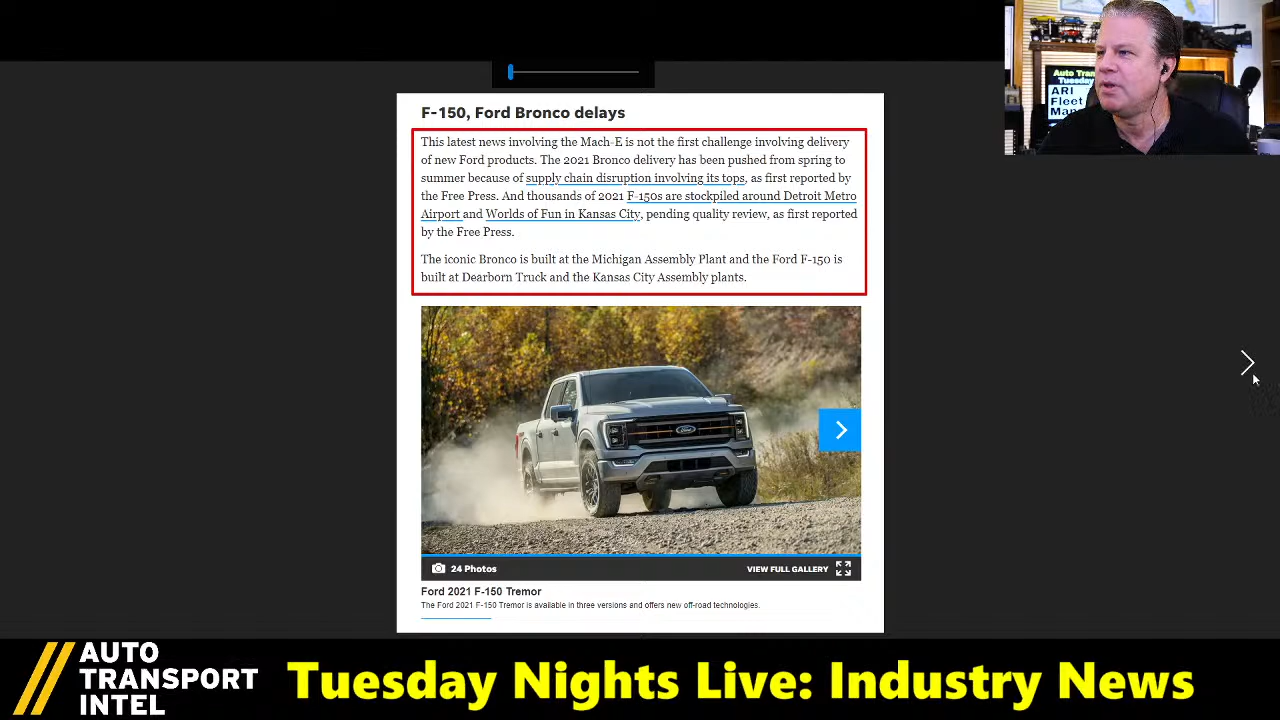 Auto Tran
Tuesday
ARI
Fleet
Man
F-150, Ford Bronco delays
This latest news involving the Mach-E is not the first challenge involving delivery
of new Ford products. The 2021 Bronco delivery has been pushed from spring to
summer because of supply chain disruption involving its tops, as first reported by
the Free Press. And thousands of 2021 F-150s are stockpiled around Detroit Metro
Airport and Worlds of Fun in Kansas City, pending quality review, as first reported
by the Free Press.
The iconic Bronco is built at the Michigan Assembly Plant and the Ford F-150 is
built at Dearborn Truck and the Kansas City Assembly plants.
Ford
24 Photos
VIEW FULL GALLERY
Ford 2021 F-150 Tremor
The Ford 2021 F-150 Tremor is available in three versions and offers new off-road technologies.
AUTO
TRANSPORT
INTEL
Tuesday Nights Live: Industry News